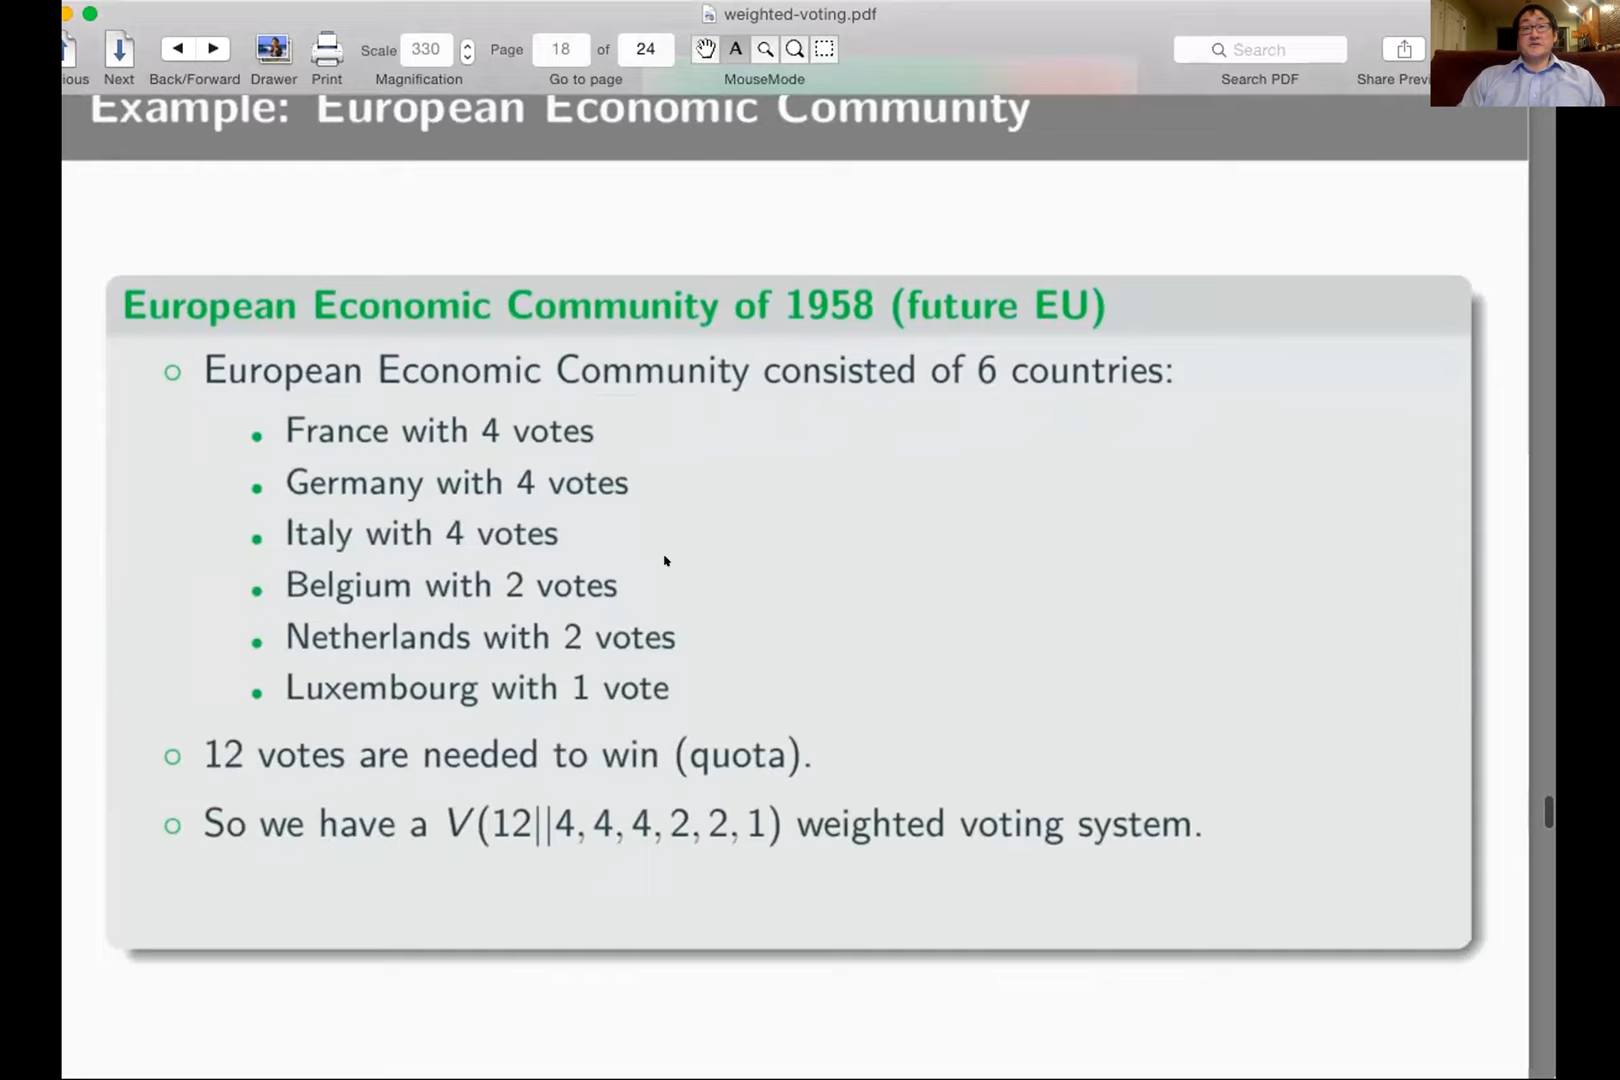 weighted-voting.pdf
Scale 330 Page 18 of 24 Search
ious Next Back/Forward Drawer Print Magnification Go to page MouseMode Search PDF Share Previ
Example: European Economic Community
European Economic Community of 1958 (future EU)
European Economic Community consisted of 6 countries:
France with 4 votes
Germany with 4 votes
Italy with 4 votes
Belgium with 2 votes
Netherlands with 2 votes
Luxembourg with 1 vote
12 votes are needed to win (quota).
So we have a V(12||4, 4, 4, 2, 2, 1) weighted voting system.